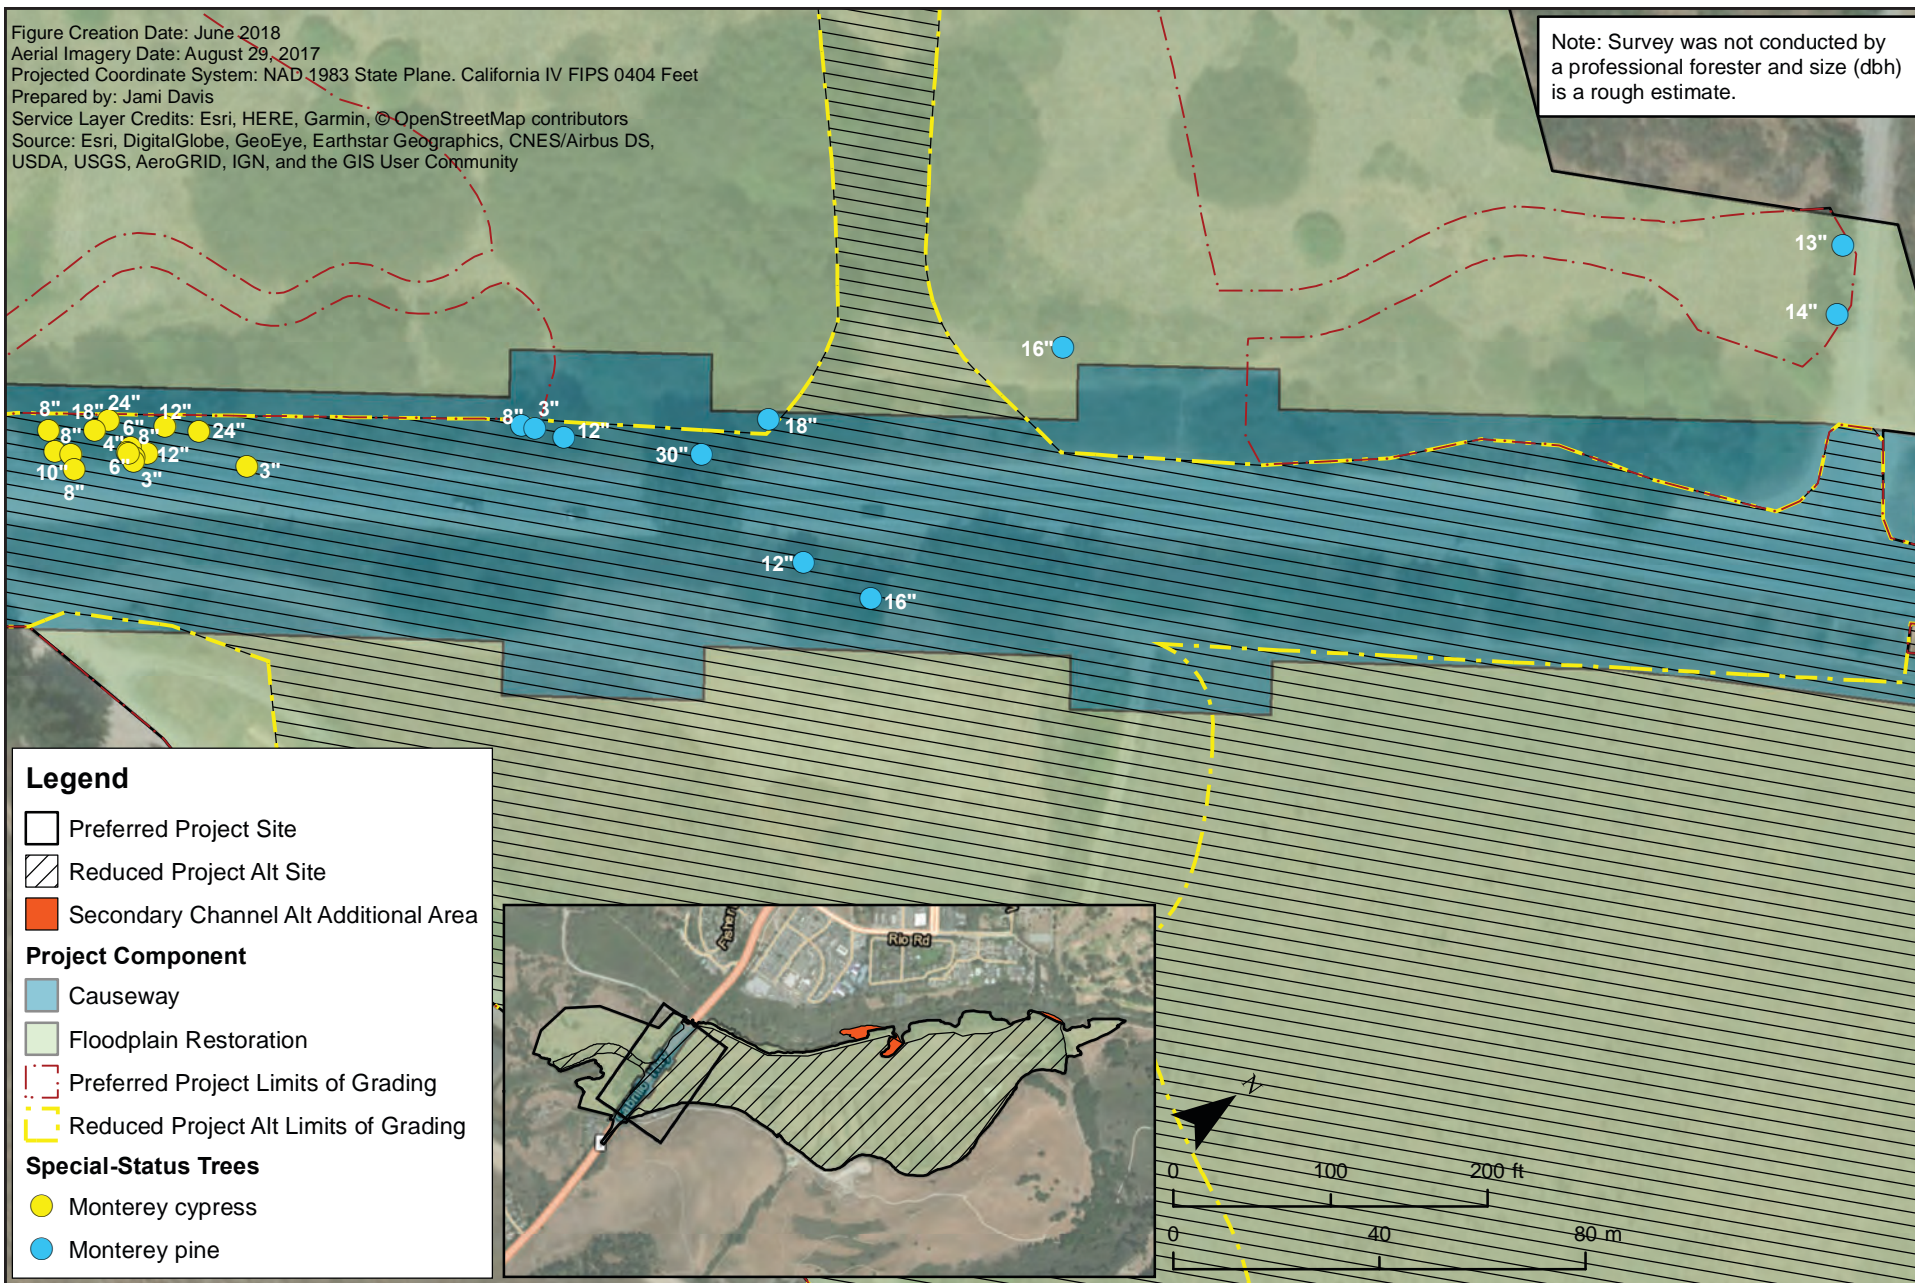 Figure Creation Date: June 2018
Aerial Imagery Date: August 29, 2017
Projected Coordinate System: NAD 1983 State Plane. California IV FIPS 0404 Feet
Prepared by: Jami Davis
Service Layer Credits: Esri, HERE, Garmin, © OpenStreetMap contributors
Source: Esri, DigitalGlobe, GeoEye, Earthstar Geographics, CNES/Airbus DS,
USDA, USGS, AeroGRID, IGN, and the GIS User Community
Note: Survey was not conducted by
a professional forester and size (dbh)
is a rough estimate.
13"
14"
16"
8"
18"
24"
12"
24"
8"
6"
8"
4"
12"
10"
6"
3"
8"
3"
8"
3"
12"
18"
30"
12"
16"
Legend
Preferred Project Site
Reduced Project Alt Site
Secondary Channel Alt Additional Area
Project Component
Causeway
Floodplain Restoration
Preferred Project Limits of Grading
Reduced Project Alt Limits of Grading
Special-Status Trees
Monterey cypress
Monterey pine
Rio Rd
N
0 100 200 ft
0 40 80 m